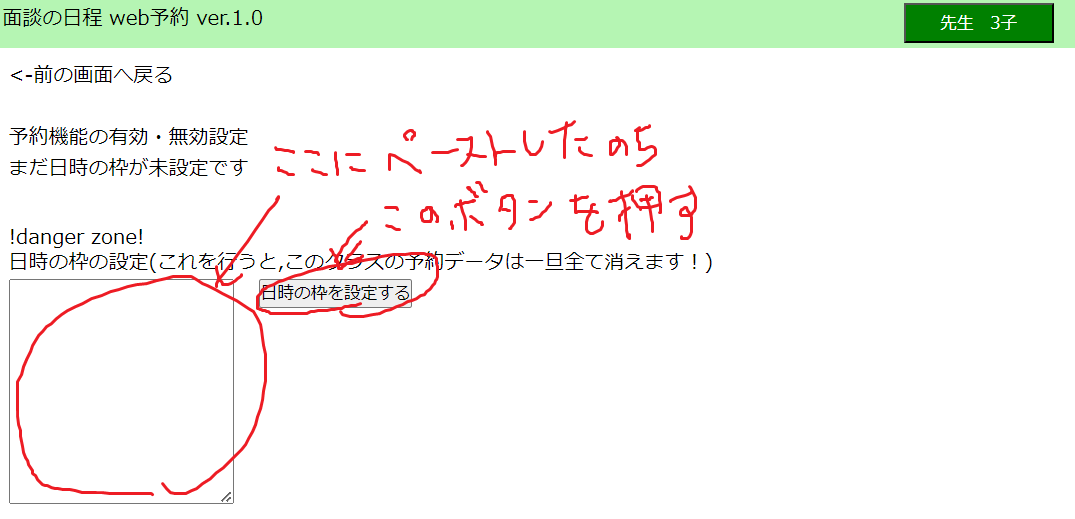 面談の日程 web予約 ver.1.0
先生　3子
<-前の画面へ戻る
予約機能の有効・無効設定
まだ日時の枠が未設定です
ここにペーストしたのち
このボタンを押す
!danger zone!
日時の枠の設定(これを行うと,このクラスの予約データは一旦全て消えます！)
日時の枠を設定する